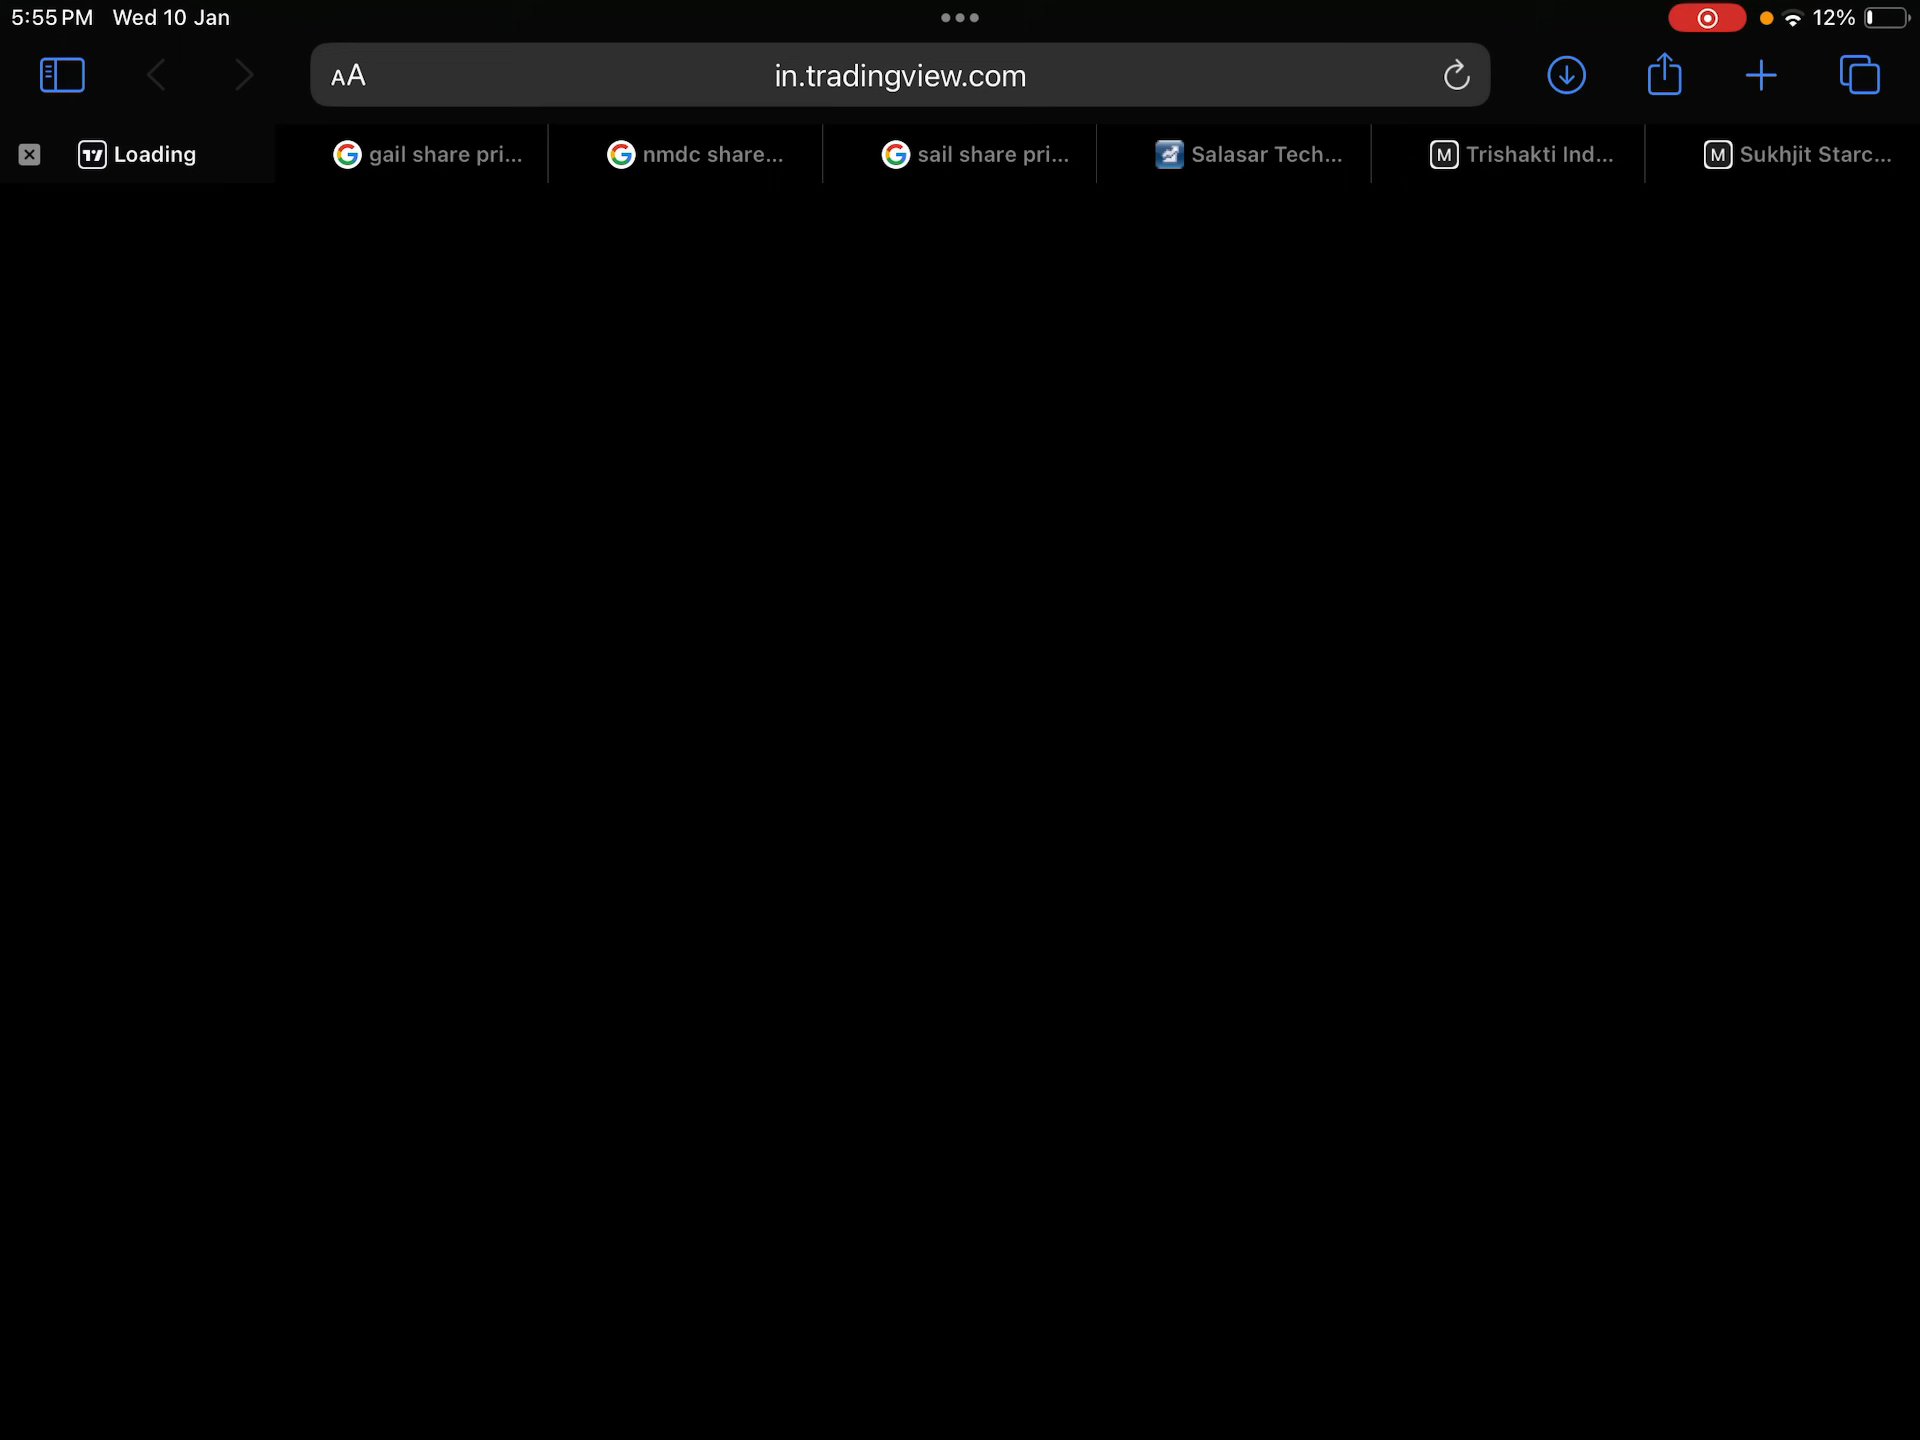 5:55 PM Wed 10 Jan 12%
AA in.tradingview.com
Loading gail share pri... nmdc share... sail share pri... Salasar Tech... M Trishakti Ind... M Sukhjit Starc...